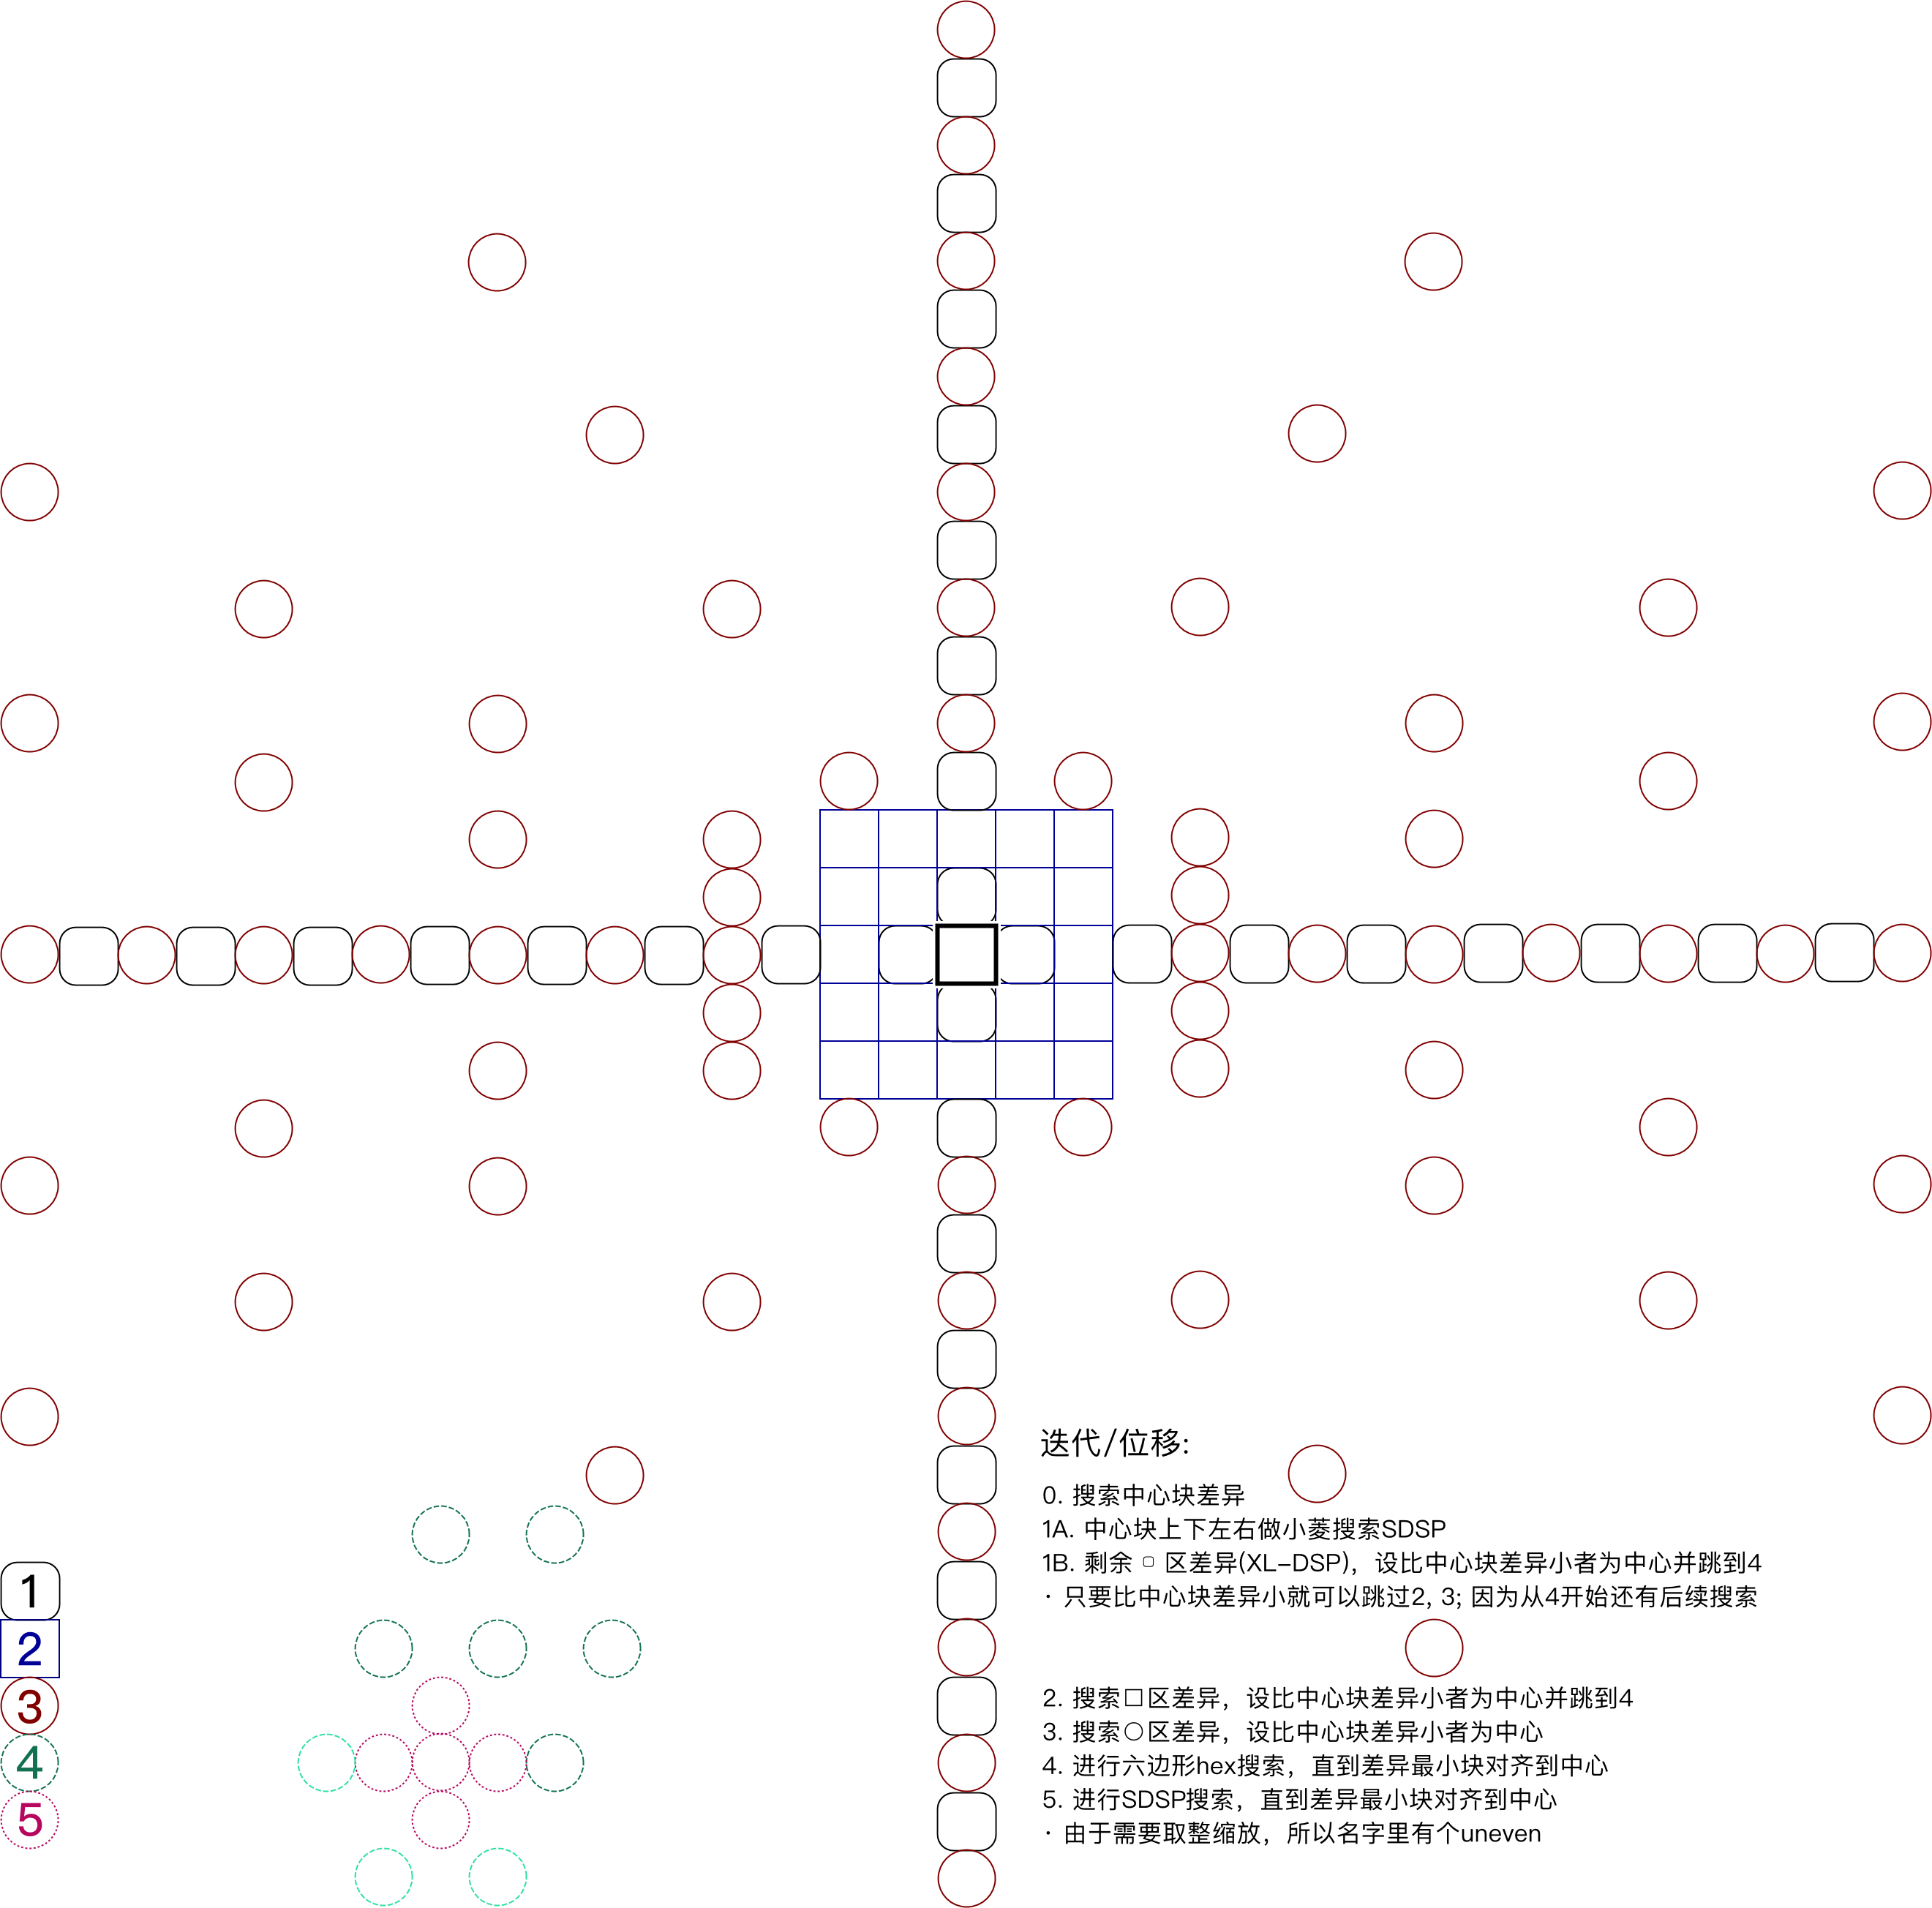 迭代/位移:
0. 搜索中心块差异
1A. 中心块上下左右做小菱搜索SDSP
1B. 剩余▢区差异(XL-DSP)，设比中心块差异小者为中心并跳到4
· 只要比中心块差异小就可以跳过2, 3; 因为从4开始还有后续搜索
2. 搜索□区差异，设比中心块差异小者为中心并跳到4
3. 搜索○区差异，设比中心块差异小者为中心
4. 进行六边形hex搜索，直到差异最小块对齐到中心
5. 进行SDSP搜索，直到差异最小块对齐到中心
· 由于需要取整缩放，所以名字里有个uneven
1
2
3
4
5